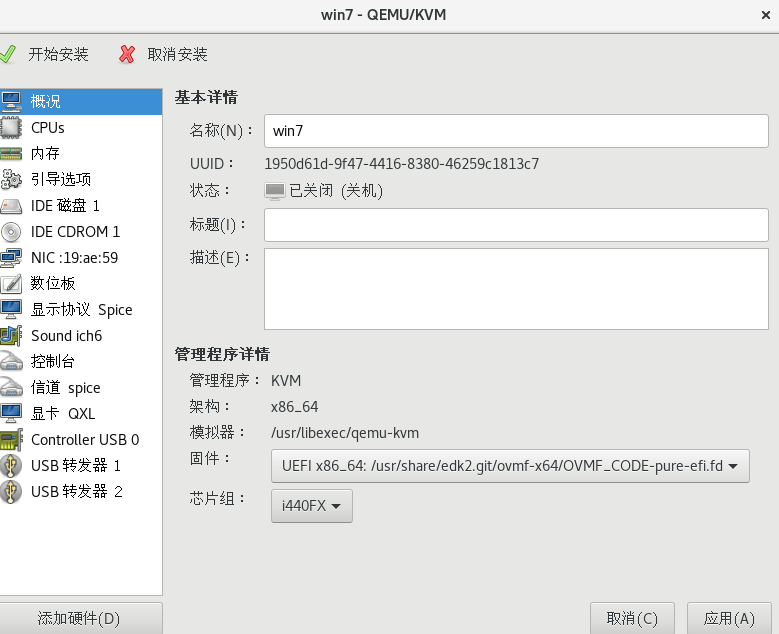 win7 - QEMU/KVM
开始安装 取消安装
概况
CPUs
内存
引导选项
IDE 磁盘 1
IDE CDROM 1
NIC :19:ae:59
数位板
显示协议 Spice
Sound ich6
控制台
信道 spice
显卡 QXL
Controller USB 0
USB 转发器 1
USB 转发器 2
添加硬件(D)
基本详情
名称(N)： win7
UUID： 1950d61d-9f47-4416-8380-46259c1813c7
状态： 已关闭 (关机)
标题(I)：
描述(E)：
管理程序详情
管理程序： KVM
架构： x86_64
模拟器： /usr/libexec/qemu-kvm
固件： UEFI x86_64: /usr/share/edk2.git/ovmf-x64/OVMF_CODE-pure-efi.fd
芯片组： i440FX
取消(C) 应用(A)